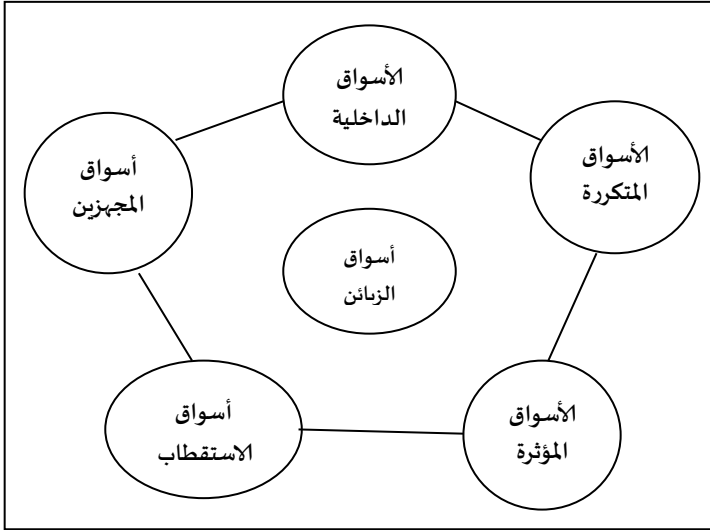 الأسواق
الداخلية
الأسواق
المتكررة
أسواق
المجهزين
أسواق
الزبائن
الأسواق
المؤثرة
أسواق
الاستقطاب